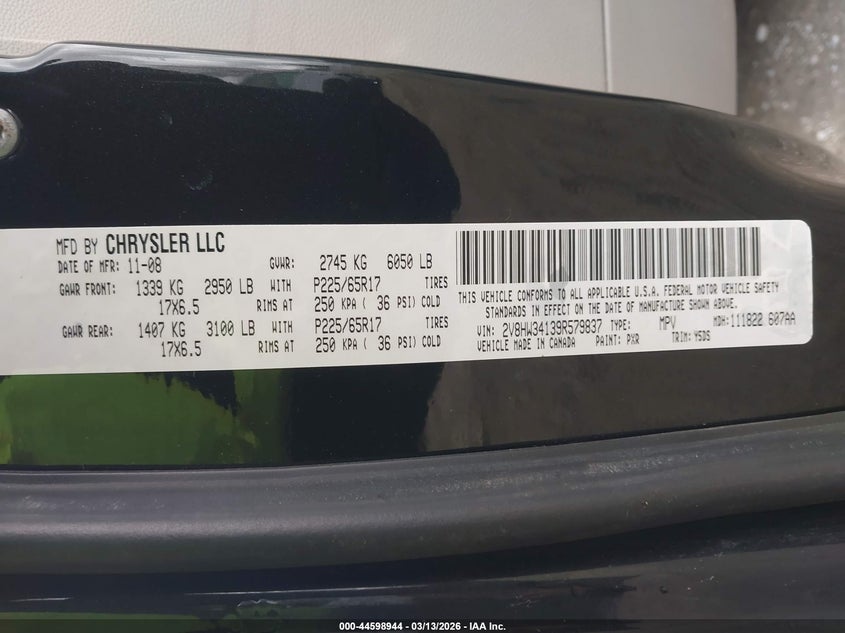 MFD BY CHRYSLER LLC
DATE OF MFR: 11-08 GVWR: 2745 KG 6050 LB
GAWR FRONT: 1339 KG 2950 LB WITH P225/65R17 TIRES
17X6.5 RIMS AT 250 KPA ( 36 PSI) COLD
GAWR REAR: 1407 KG 3100 LB WITH P225/65R17 TIRES
17X6.5 RIMS AT 250 KPA ( 36 PSI) COLD
THIS VEHICLE CONFORMS TO ALL APPLICABLE U.S.A. FEDERAL MOTOR VEHICLE SAFETY
STANDARDS IN EFFECT ON THE DATE OF MANUFACTURE SHOWN ABOVE.
VIN: 2V8HW34139R579837 TYPE: MPV MDH: 111822 607AA
VEHICLE MADE IN CANADA PAINT: PXR TRIM: Y5DS
000-44598944 / 03/13/2026 - IAA Inc.